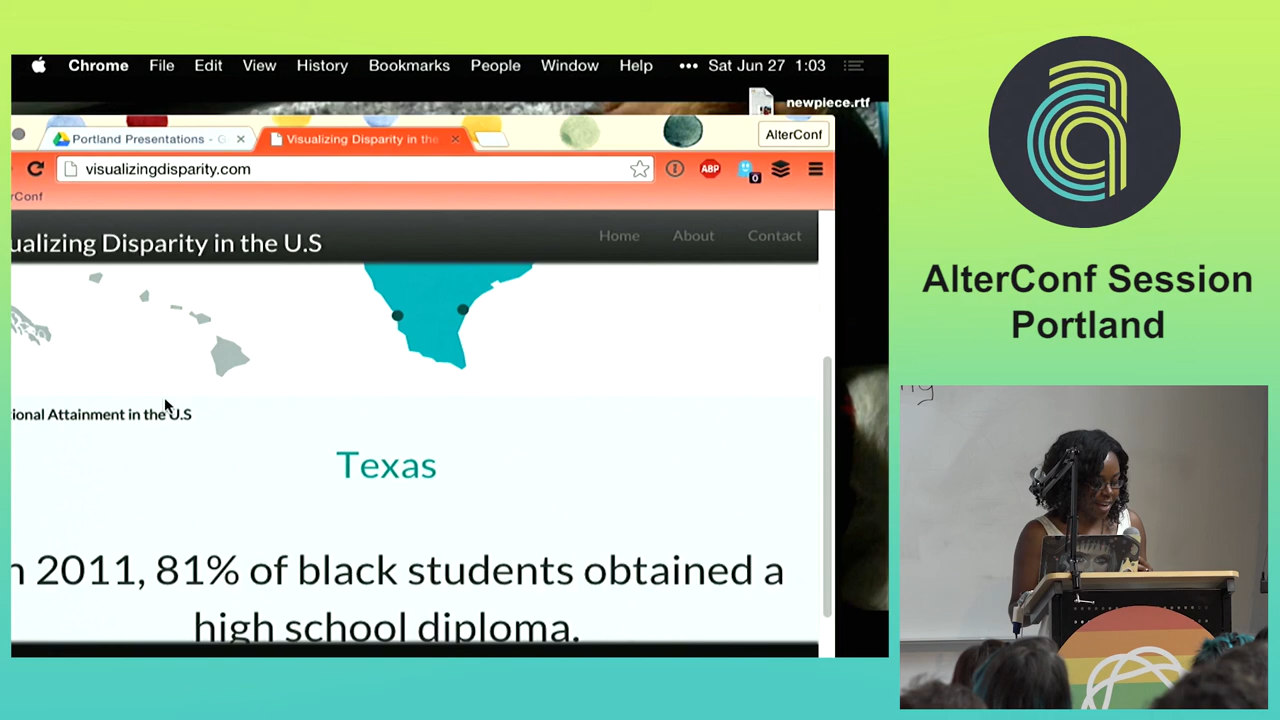 Chrome File Edit View History Bookmarks People Window Help ••• Sat Jun 27 1:03
newpiece.rtf
Portland Presentations - G
Visualizing Disparity in the
AlterConf
visualizingdisparity.com
ABP
0
rConf
ualizing Disparity in the U.S
Home About Contact
ional Attainment in the U.S
Texas
n 2011, 81% of black students obtained a
high school diploma.
AlterConf Session
Portland